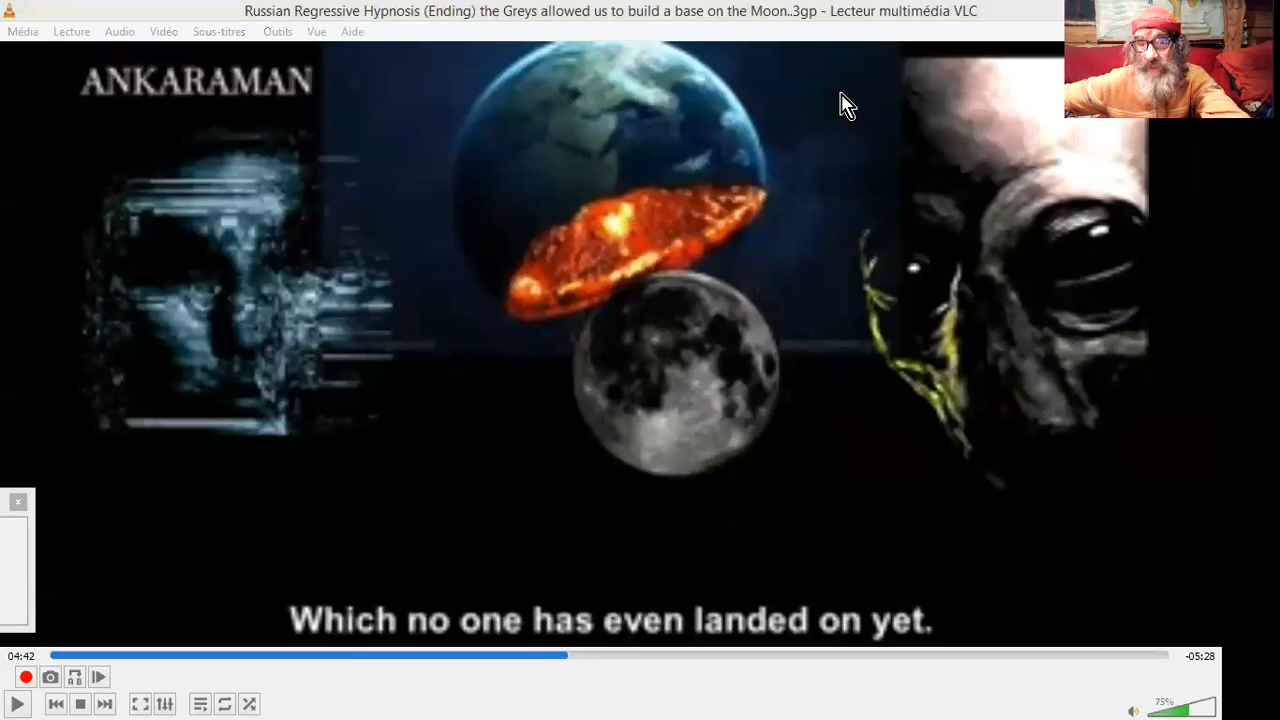 Russian Regressive Hypnosis (Ending) the Greys allowed us to build a base on the Moon..3gp - Lecteur multimédia VLC
Média Lecture Audio Vidéo Sous-titres Outils Vue Aide
ANKARAMAN
Which no one has even landed on yet.
04:42 -05:28
A B
75%